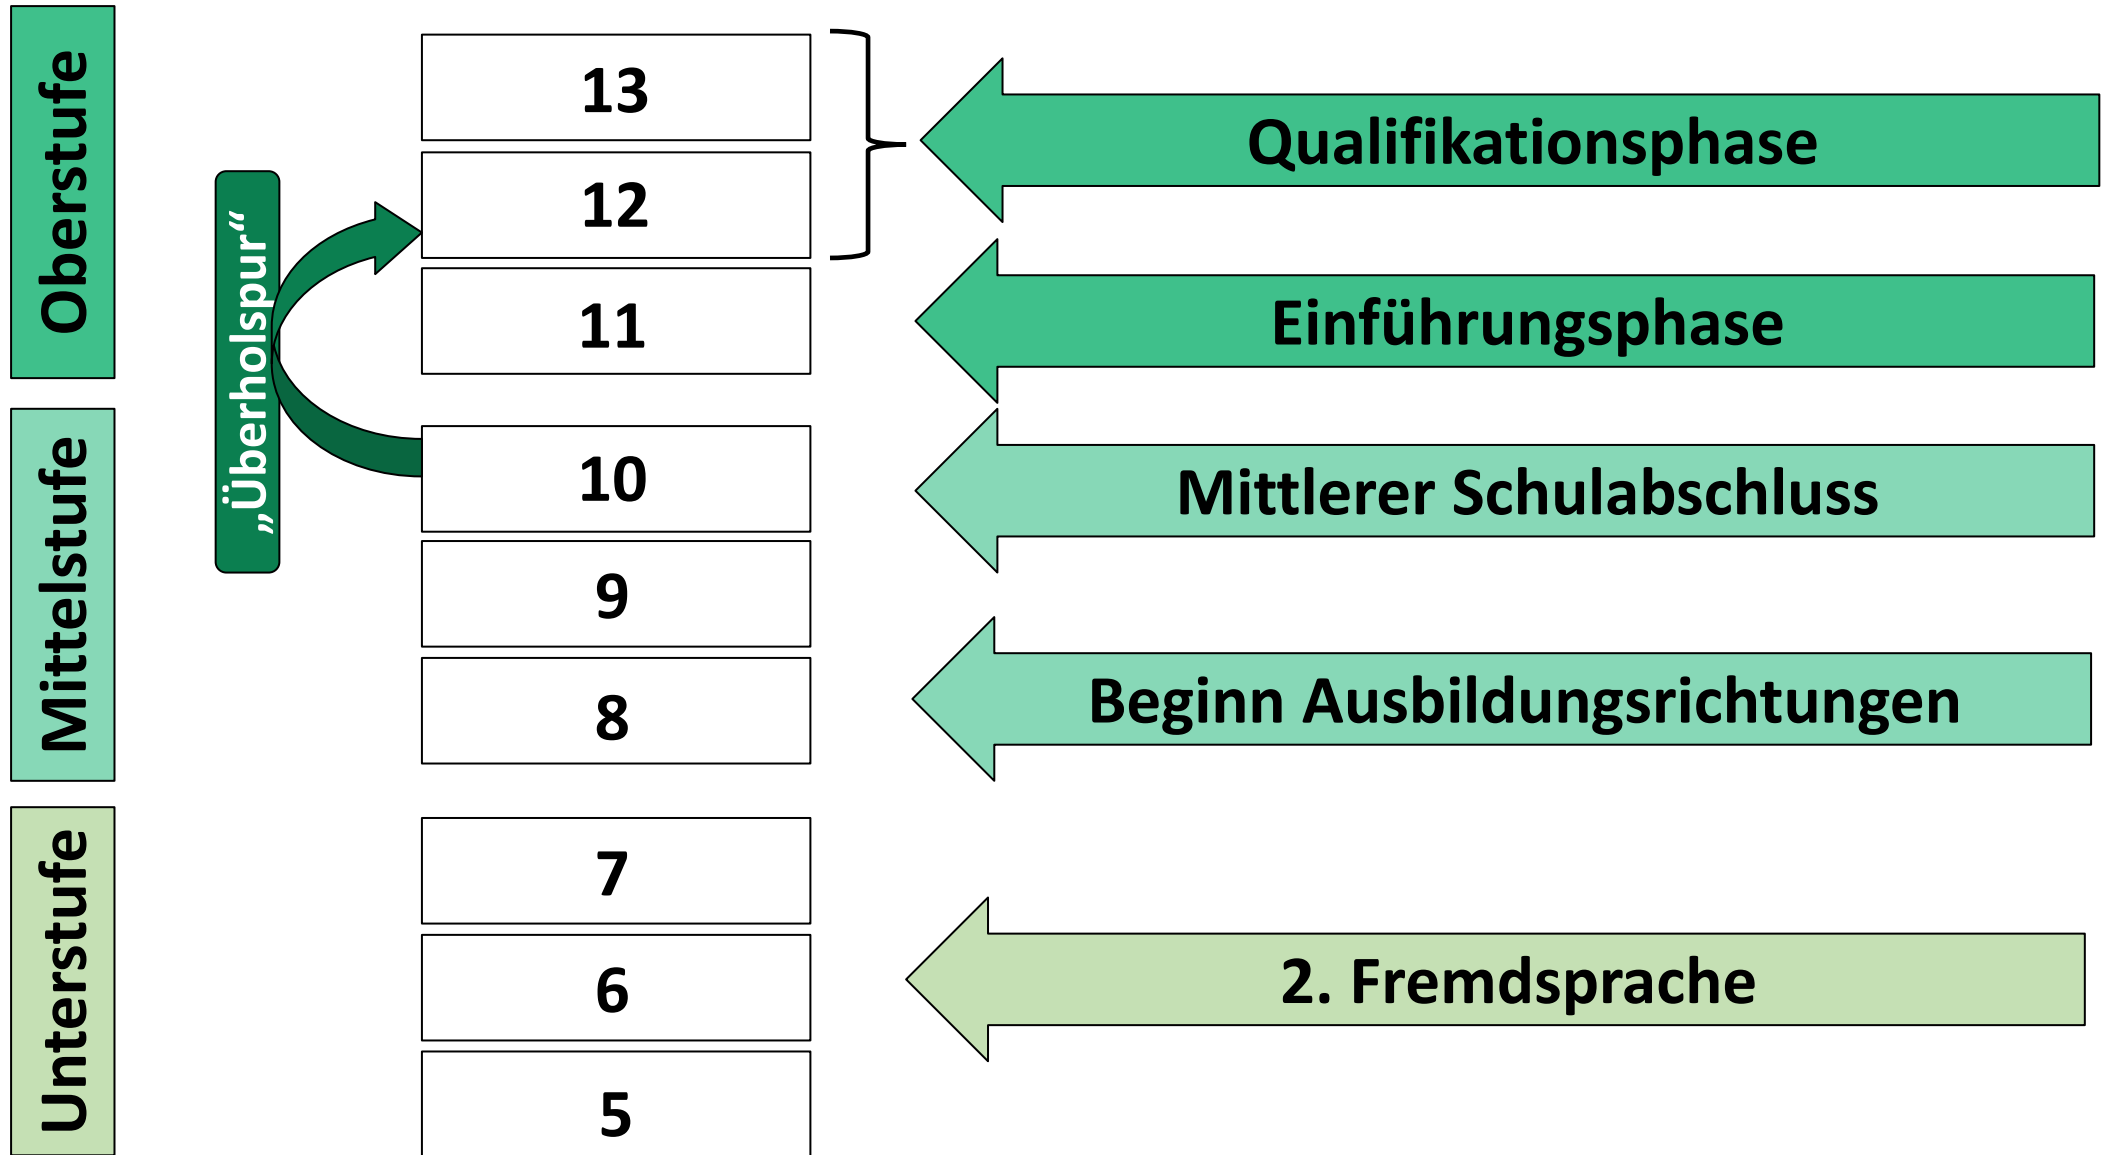 Oberstufe
13
12
11
Qualifikationsphase
Einführungsphase
„Überholspur“
Mittelstufe
10
9
8
Mittlerer Schulabschluss
Beginn Ausbildungsrichtungen
Unterstufe
7
6
5
2. Fremdsprache